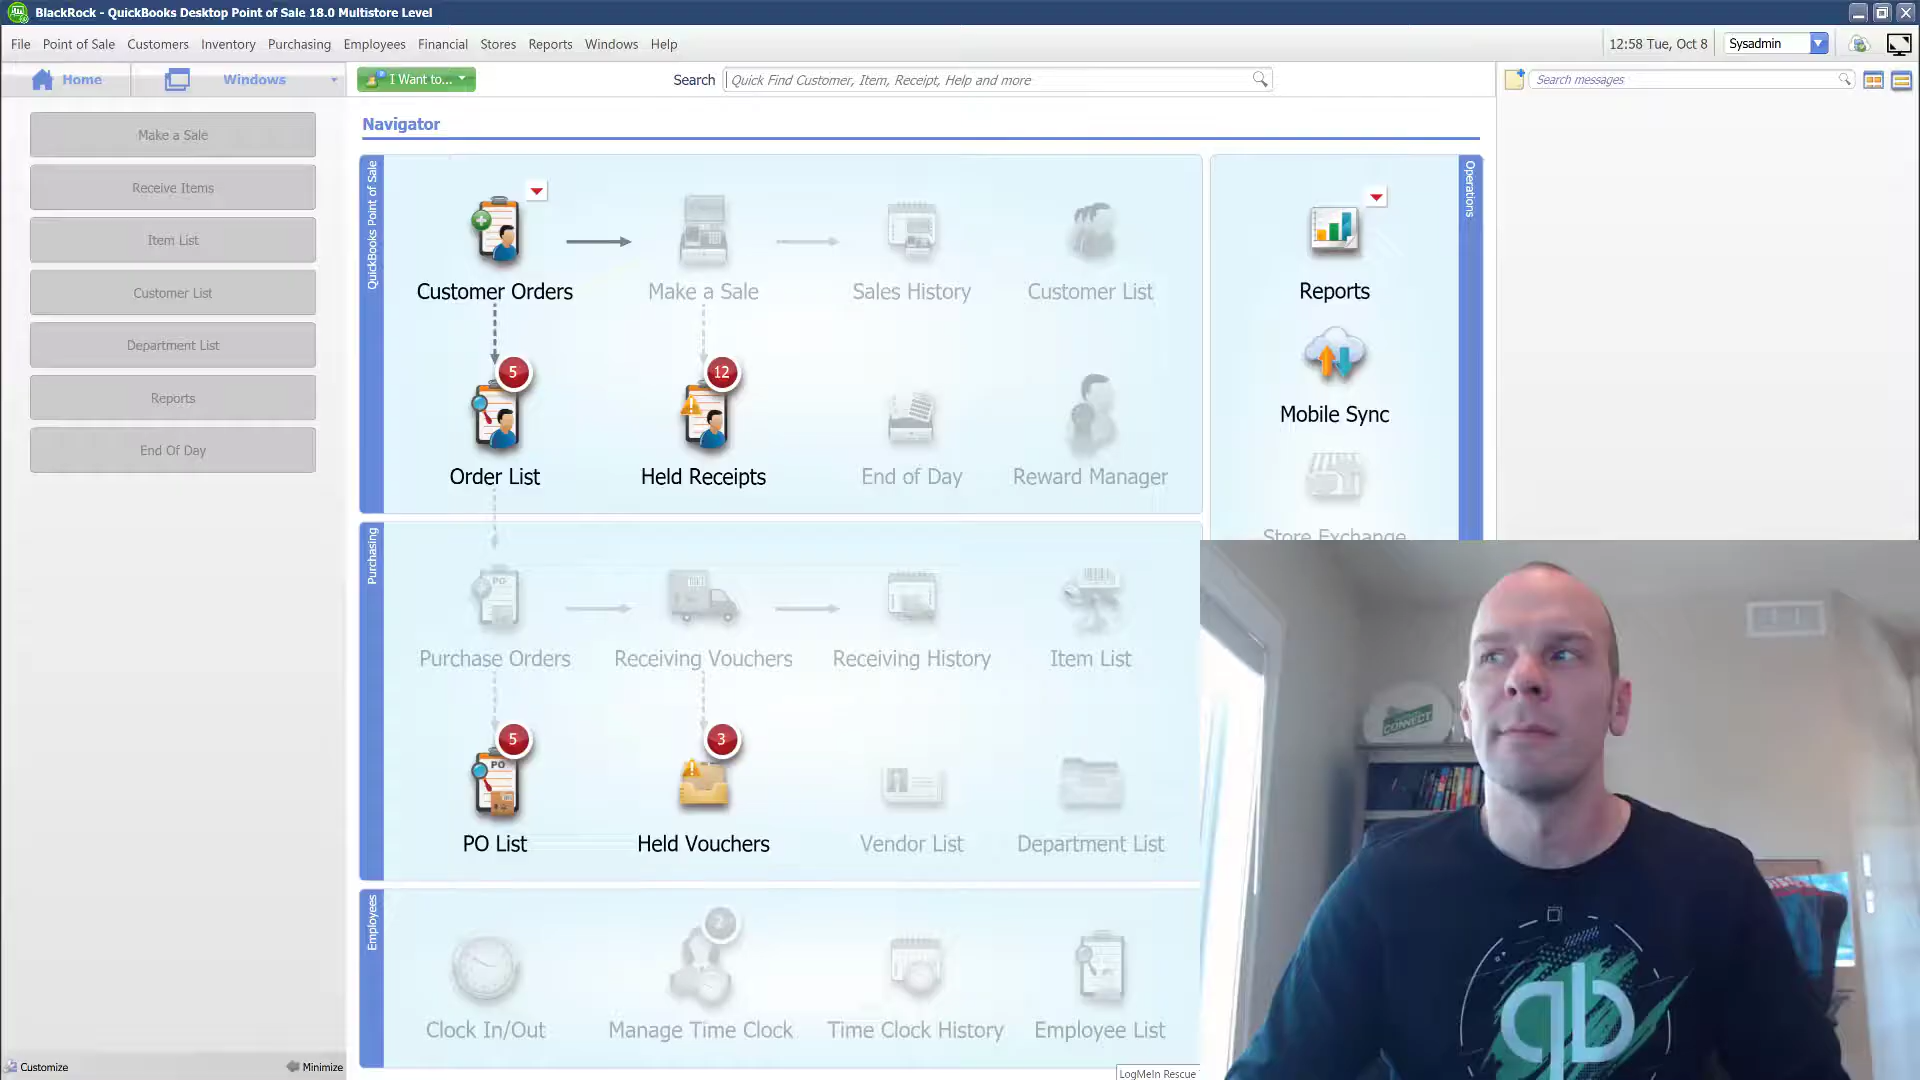 BlackRock - QuickBooks Desktop Point of Sale 18.0 Multistore Level
File Point of Sale Customers Inventory Purchasing Employees Financial Stores Reports Windows Help
12:58 Tue, Oct 8 Sysadmin
Home Windows
I Want to...
Search Quick Find Customer, Item, Receipt, Help and more
Search messages
Make a Sale
Receive Items
Item List
Customer List
Department List
Reports
End Of Day
Customize Minimize
Navigator
QuickBooks Point of Sale
Customer Orders Make a Sale Sales History Customer List
5 12
Order List Held Receipts End of Day Reward Manager
Operations
Reports
Mobile Sync
Store Exchange
Purchasing
PO
Purchase Orders Receiving Vouchers Receiving History Item List
5 3
PO
PO List Held Vouchers Vendor List Department List
Employees
2
Clock In/Out Manage Time Clock Time Clock History Employee List
LogMeIn Rescue
CONNECT
qb